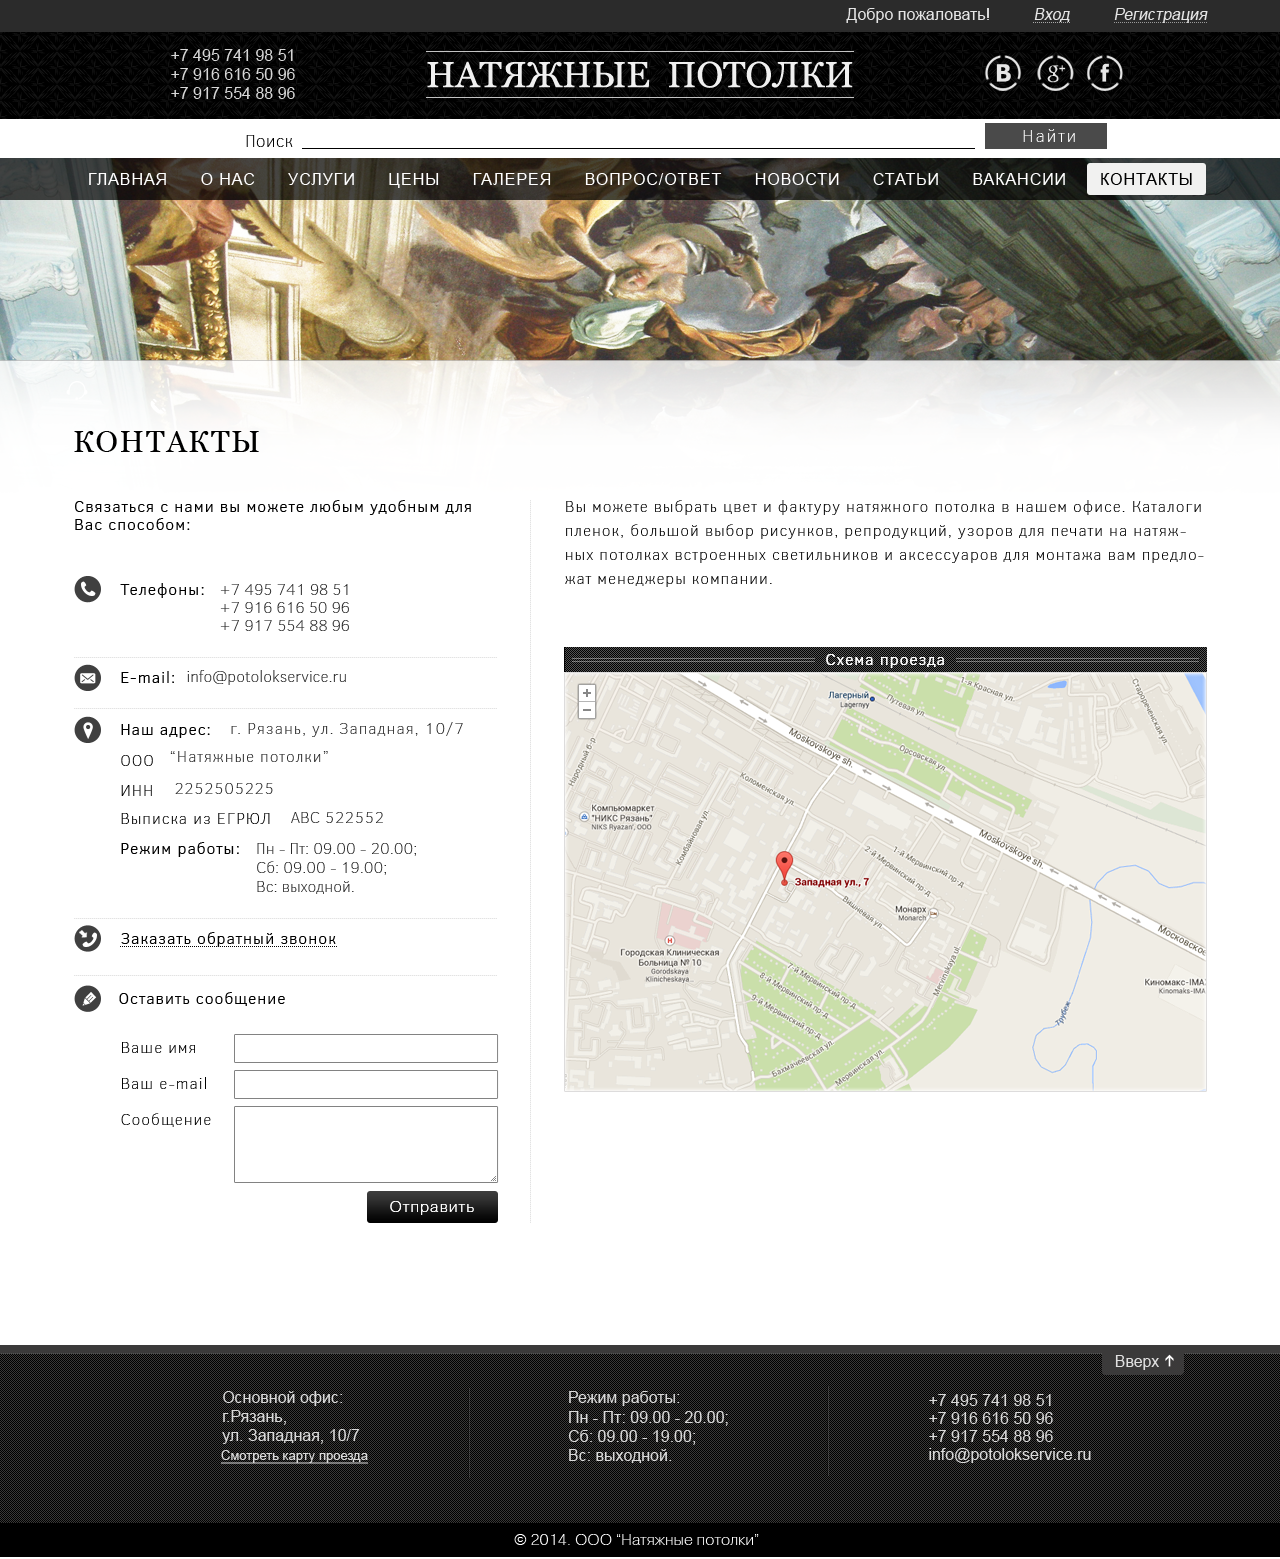 Добро пожаловать! Вход Регистрация
+7 495 741 98 51
+7 916 616 50 96
+7 917 554 88 96
НАТЯЖНЫЕ ПОТОЛКИ
B g+ f
Поиск Найти
ГЛАВНАЯ О НАС УСЛУГИ ЦЕНЫ ГАЛЕРЕЯ ВОПРОС/ОТВЕТ НОВОСТИ СТАТЬИ ВАКАНСИИ КОНТАКТЫ
КОНТАКТЫ
Связаться с нами вы можете любым удобным для
Вас способом:
Телефоны: +7 495 741 98 51
+7 916 616 50 96
+7 917 554 88 96
E-mail: info@potolokservice.ru
Наш адрес: г. Рязань, ул. Западная, 10/7
ООО “Натяжные потолки”
ИНН 2252505225
Выписка из ЕГРЮЛ АВС 522552
Режим работы: Пн - Пт: 09.00 - 20.00;
Сб: 09.00 - 19.00;
Вс: выходной.
Заказать обратный звонок
Оставить сообщение
Ваше имя
Ваш e-mail
Сообщение
Отправить
Вы можете выбрать цвет и фактуру натяжного потолка в нашем офисе. Каталоги
пленок, большой выбор рисунков, репродукций, узоров для печати на натяж-
ных потолках встроенных светильников и аксессуаров для монтажа вам предло-
жат менеджеры компании.
Схема проезда
+
−
Лагерный
Lagernyy
Путевая ул.
1-я Красная ул.
Старореченская ул.
Moskovskoye sh.
Орсовская ул.
Народный б-р
Коломенская ул.
Компьюмаркет
"НИКС Рязань"
NIKS Ryazan', ООО
Комбайновая ул.
Moskovskoye sh.
1-й Мервинский пр-д
2-й Мервинский пр-д
Западная ул., 7
Вишневая ул.
Монарх
Monarch
Московское
H
Городская Клиническая
Больница № 10
Gorodskaya
Klinicheskaya..
Mervinskaya ul.
7-й Мервинский пр-д
8-й Мервинский пр-д
9-й Мервинский пр-д
Киномакс-IMA
Kinomaks-IMA
Трубеж
Бахмачеевская ул.
Мервинская ул.
Вверх
Основной офис:
г.Рязань,
ул. Западная, 10/7
Смотреть карту проезда
Режим работы:
Пн - Пт: 09.00 - 20.00;
Сб: 09.00 - 19.00;
Вс: выходной.
+7 495 741 98 51
+7 916 616 50 96
+7 917 554 88 96
info@potolokservice.ru
© 2014. ООО “Натяжные потолки”